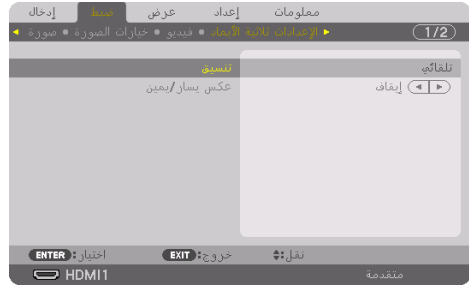 إدخال ضبط عرض إعداد معلومات
◄ صورة ● خيارات الصورة ● فيديو ● الإعدادات ثلاثية الأبعاد ► 1/2
تنسيق تلقائي
عكس يسار/يمين إيقاف
ENTER :اختيار EXIT :خروج نقل:
HDMI1 متقدمة